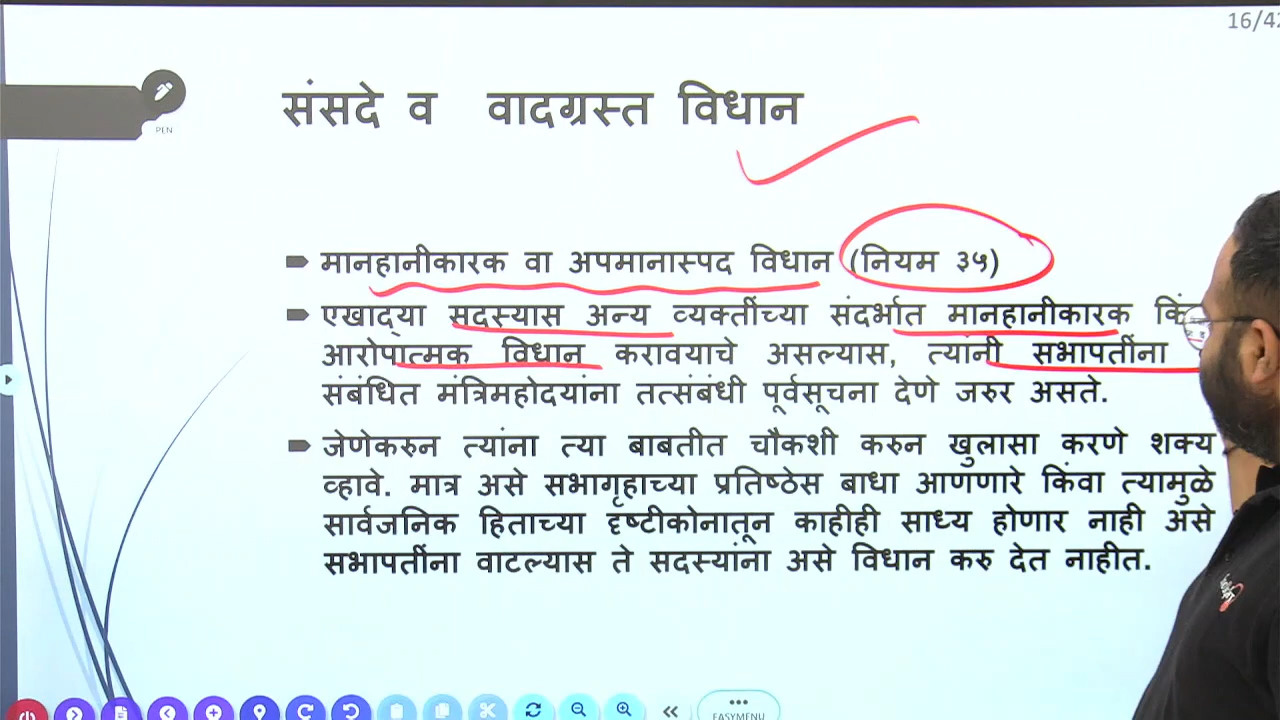 16/42
PEN
संसदे व वादग्रस्त विधान
मानहानीकारक वा अपमानास्पद विधान (नियम ३५)
एखाद्या सदस्यास अन्य व्यक्तींच्या संदर्भात मानहानीकारक
आरोपात्मक विधान करावयाचे असल्यास, त्यांनी सभापतींना
संबंधित मंत्रिमहोदयांना तत्संबंधी पूर्वसूचना देणे जरुर असते.
जेणेकरुन त्यांना त्या बाबतीत चौकशी करुन खुलासा करणे शक्य
व्हावे. मात्र असे सभागृहाच्या प्रतिष्ठेस बाधा आणणारे किंवा त्यामुळे
सार्वजनिक हिताच्या दृष्टीकोनातून काहीही साध्य होणार नाही असे
सभापतींना वाटल्यास ते सदस्यांना असे विधान करु देत नाहीत.
EASYMENU